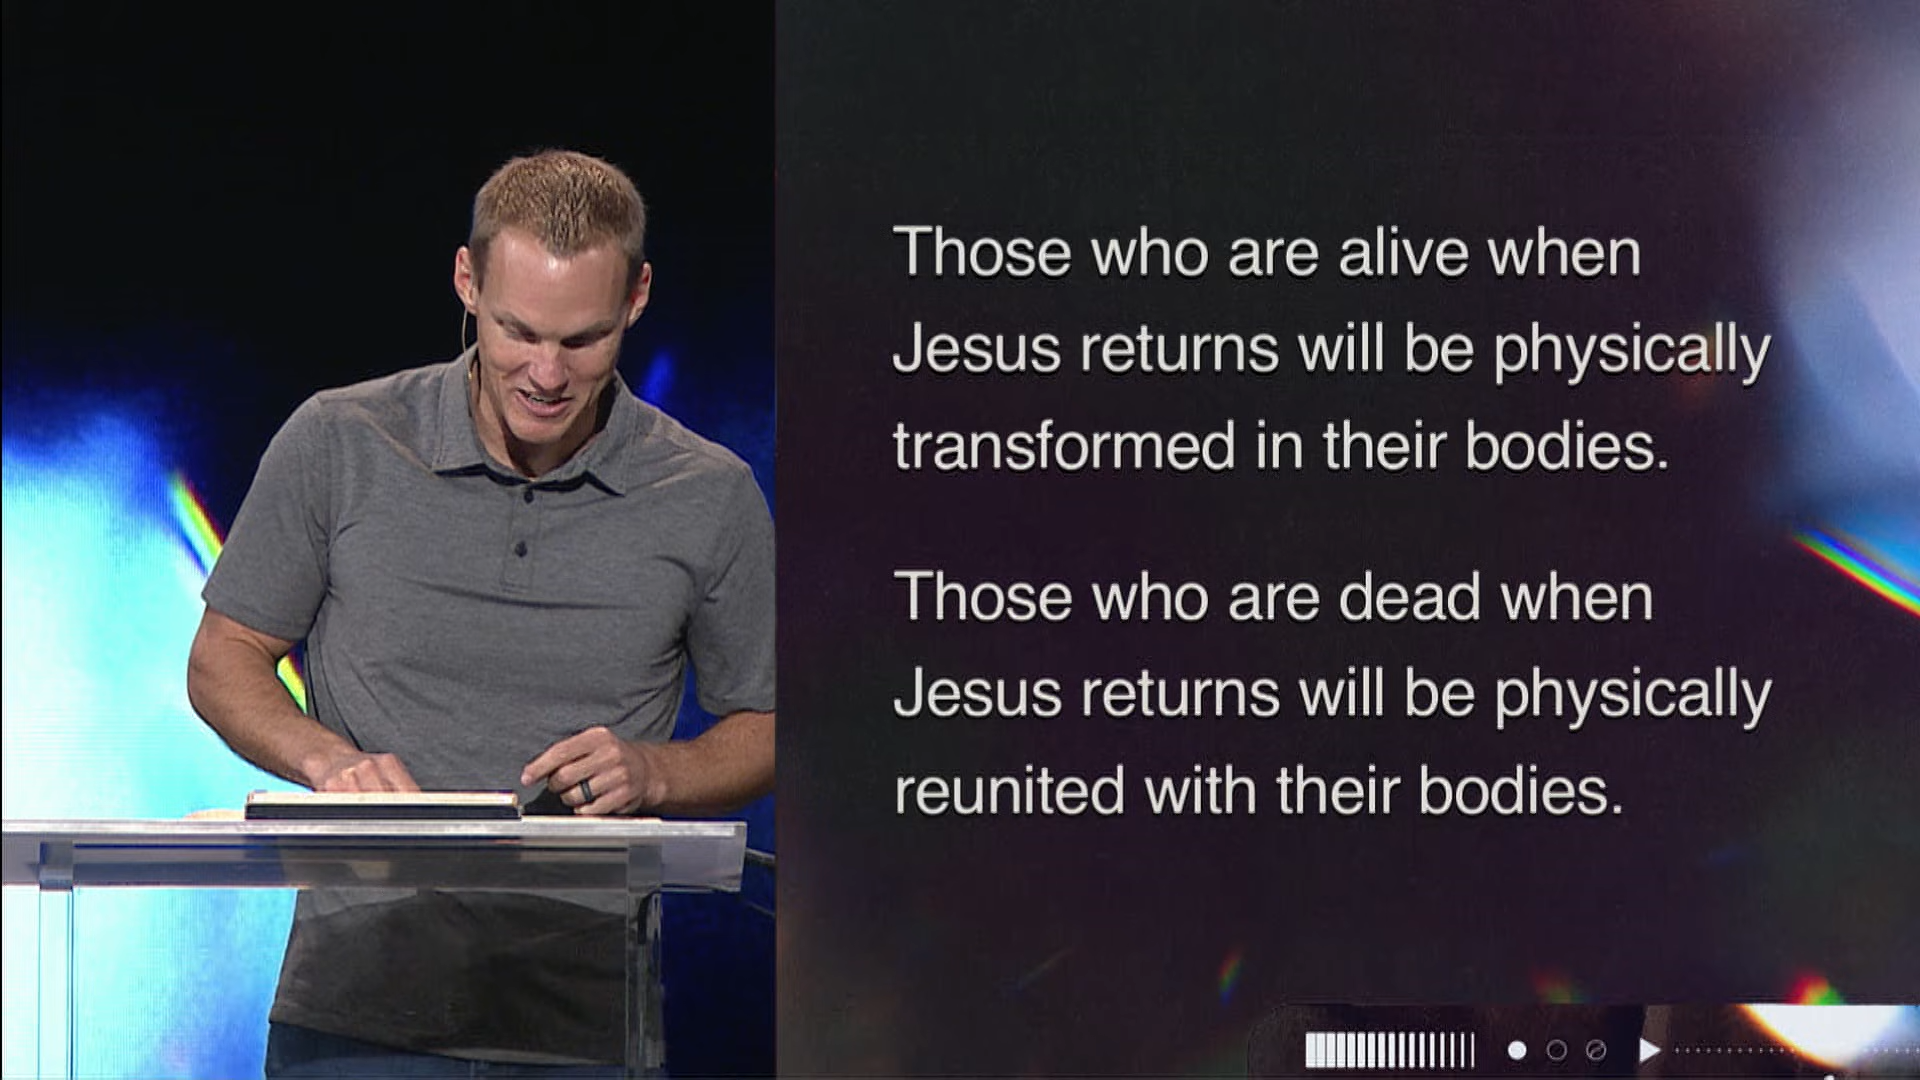 Those who are alive when
Jesus returns will be physically
transformed in their bodies.
Those who are dead when
Jesus returns will be physically
reunited with their bodies.